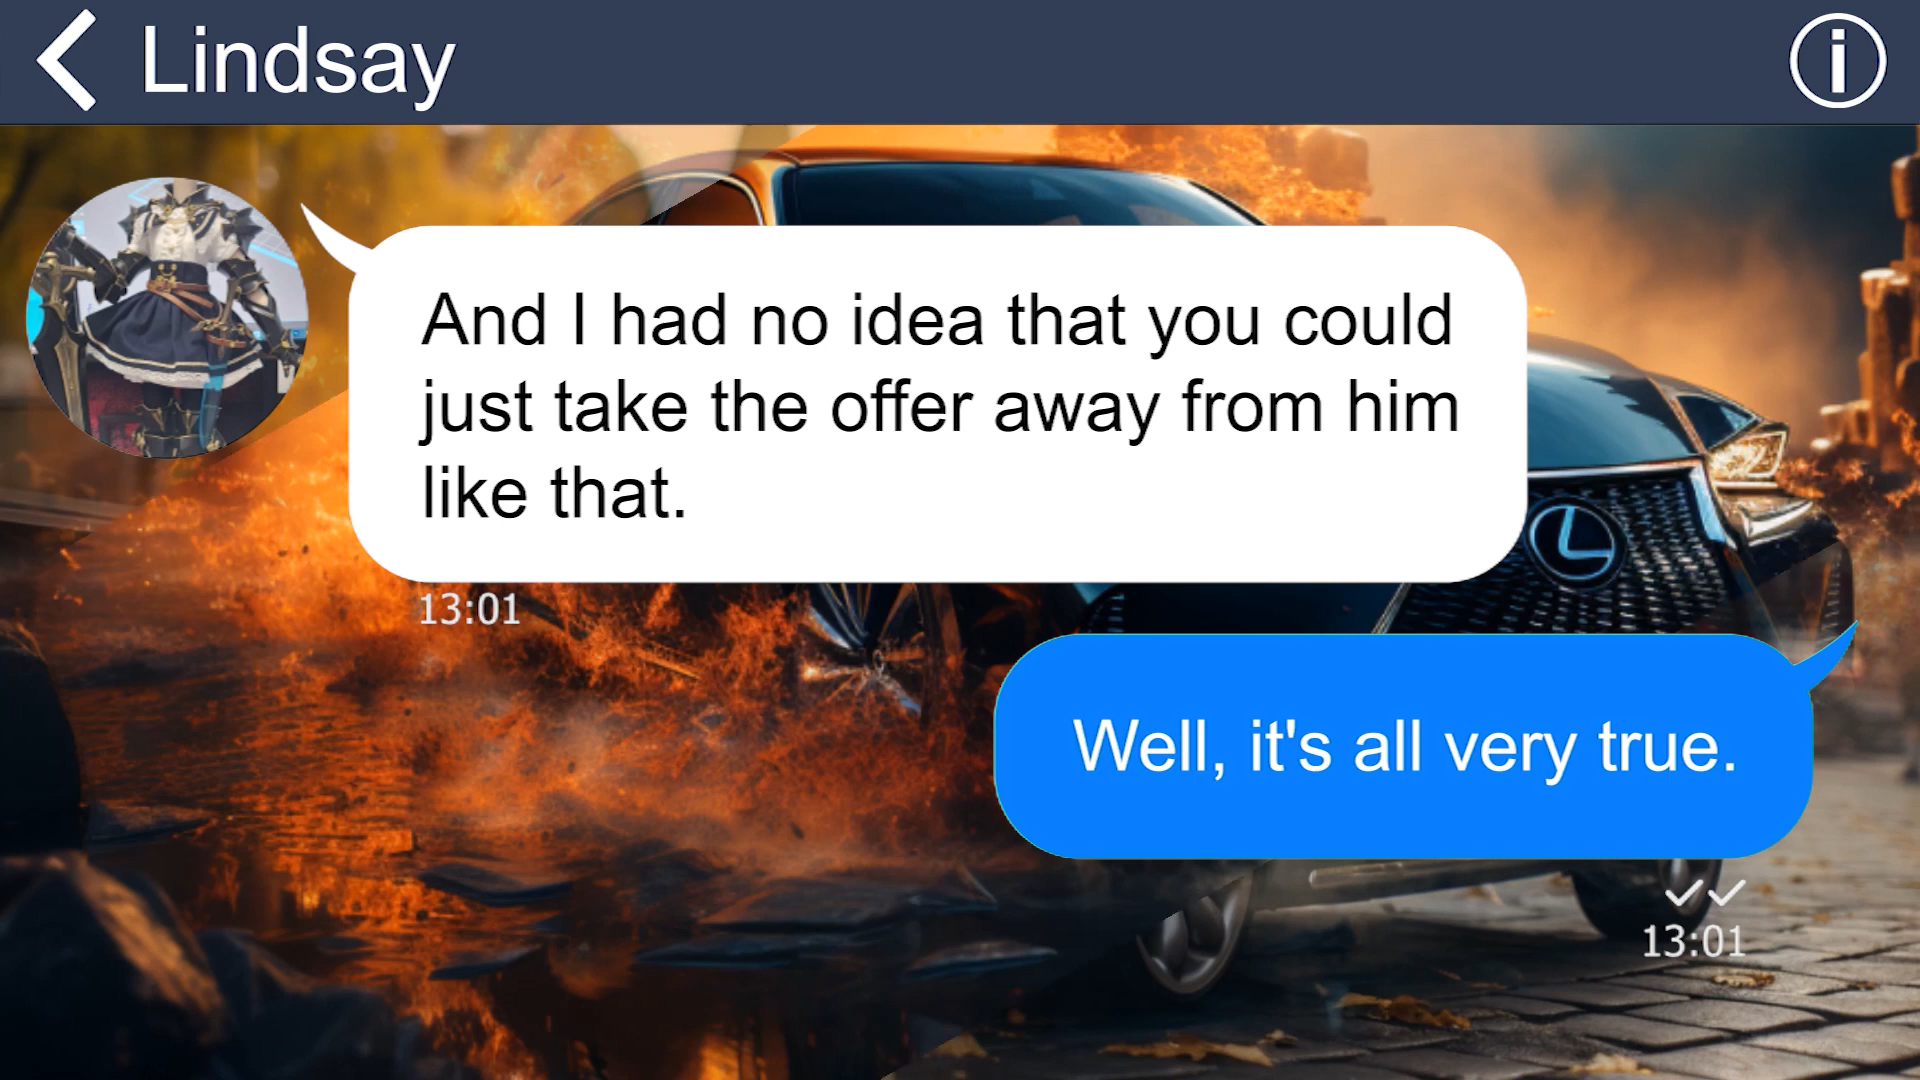 Lindsay
And I had no idea that you could
just take the offer away from him
like that.
13:01
Well, it's all very true.
13:01